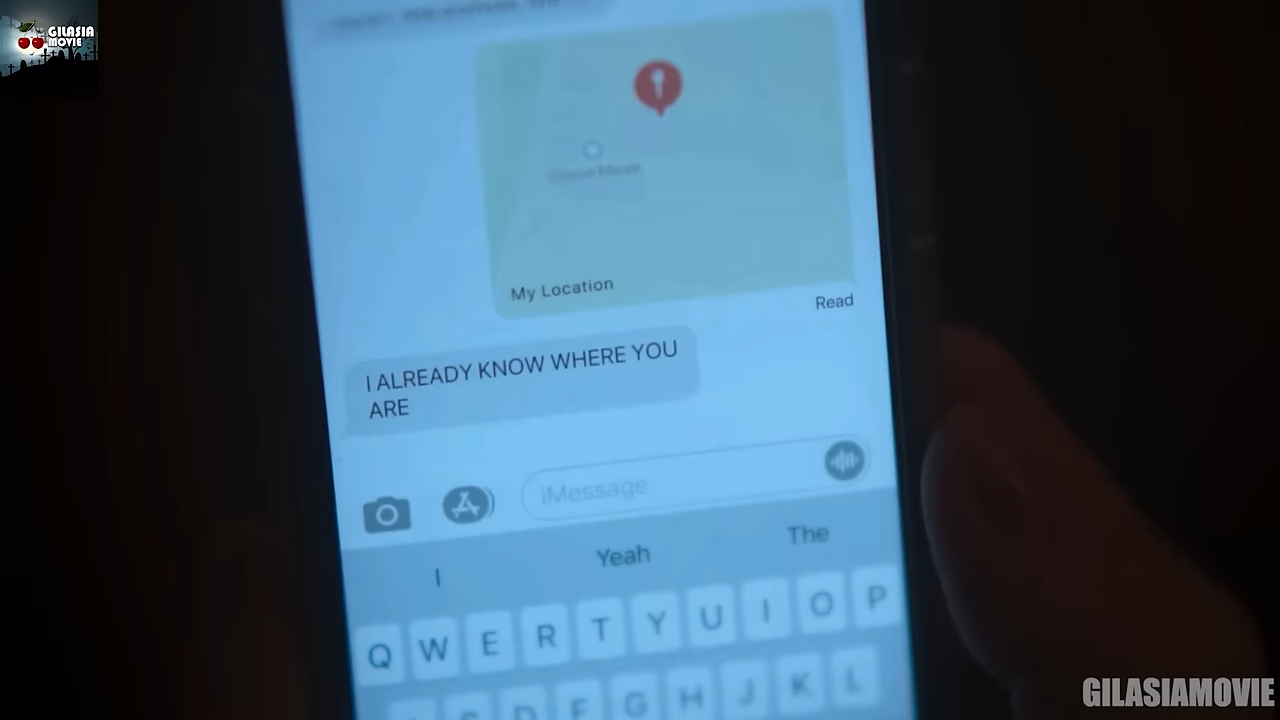 GILASIA
MOVIE
My Location
Read
I ALREADY KNOW WHERE YOU
ARE
iMessage
I Yeah The
Q W E R T Y U I O P
D F G H J K L
GILASIAMOVIE